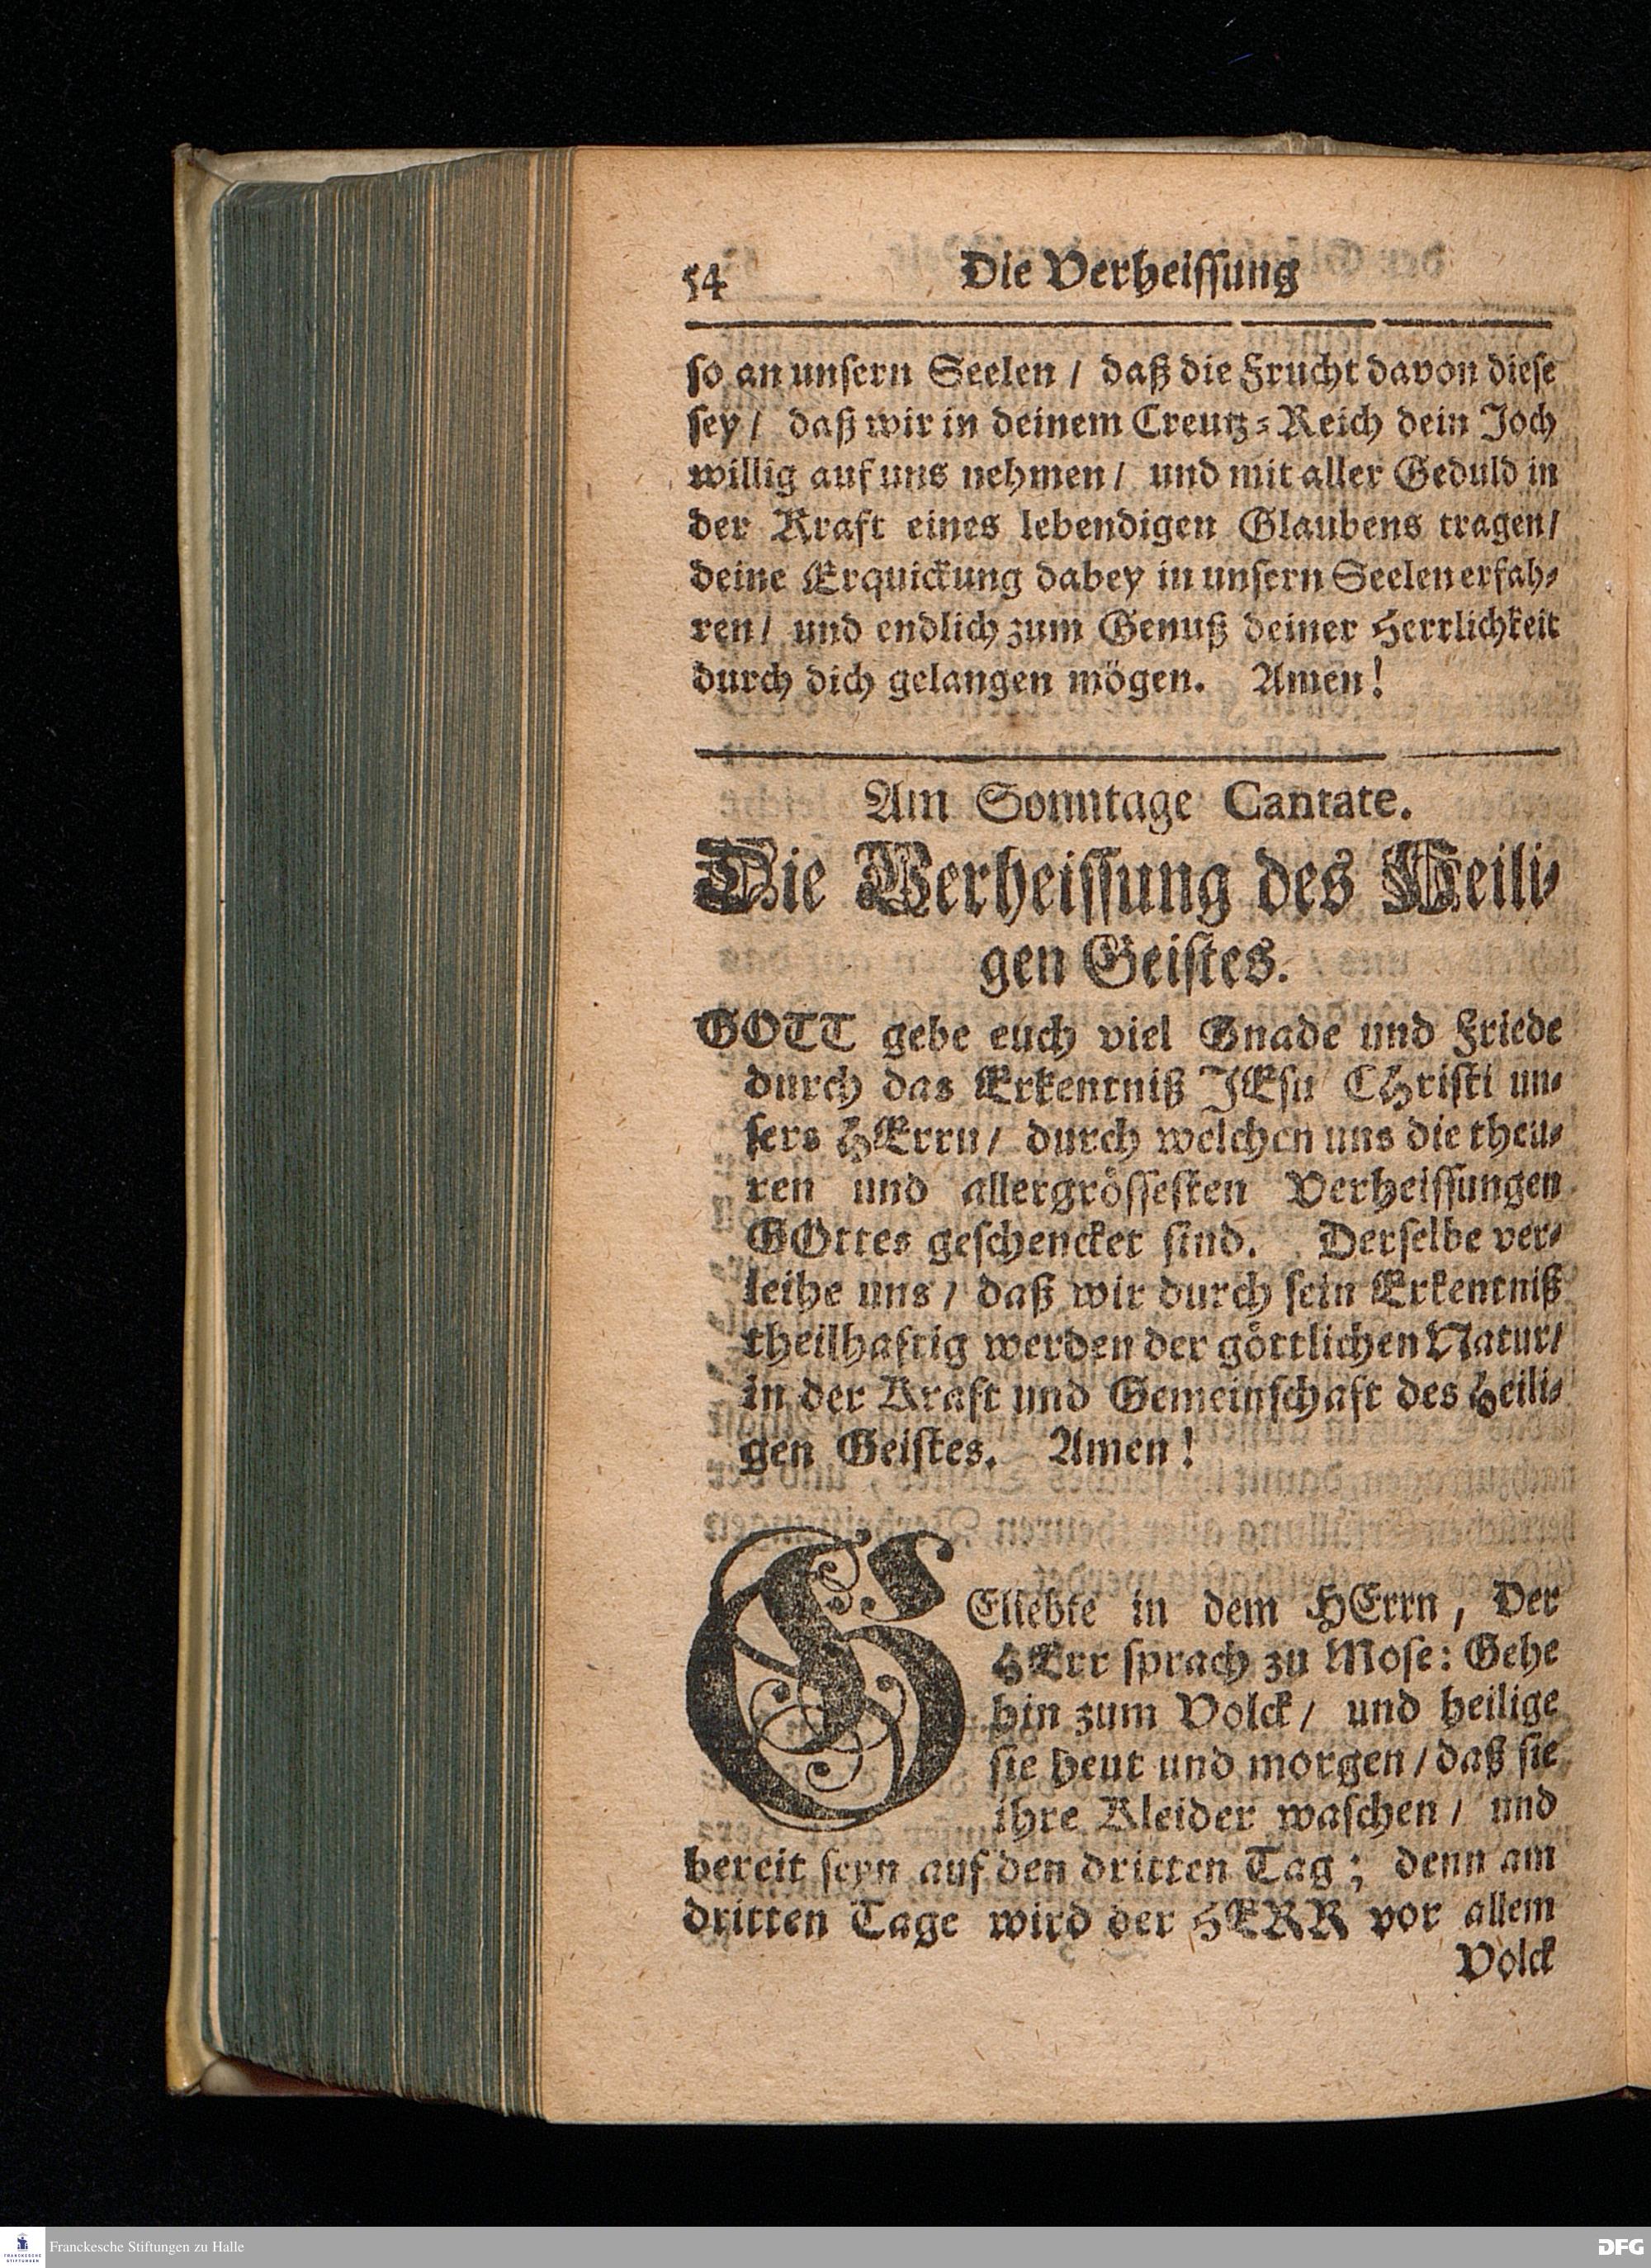 54 Die Verheissung
so an unsern Seelen / daß die Frucht davon diese
sey / daß wir in deinem Creutz-Reich dein Joch
willig auf uns nehmen / und mit aller Geduld in
der Kraft eines lebendigen Glaubens tragen /
deine Erquickung dabey in unsern Seelen erfah-
ren / und endlich zum Genuß deiner Herrlichkeit
durch dich gelangen mögen. Amen!
Am Sonntage Cantate.
Die Verheissung des Heili-
gen Geistes.
GOTT gebe euch viel Gnade und Friede
durch das Erkentniß JEsu CHristi un-
sers HErrn / durch welchen uns die theu-
ren und allergrössesten Verheissungen
GOttes geschencket sind. Derselbe ver-
leihe uns / daß wir durch sein Erkentniß
theilhaftig werden der göttlichen Natur /
in der Kraft und Gemeinschaft des Heili-
gen Geistes. Amen!
GEliebte in dem HErrn, Der
HErr sprach zu Mose: Gehe
hin zum Volck / und heilige
sie heut und morgen / daß sie
ihre Kleider waschen / und
bereit seyn auf den dritten Tag; denn am
dritten Tage wird der HERR vor allem
Volck
FRANCKESCHE STIFTUNGEN
Franckesche Stiftungen zu Halle
DFG